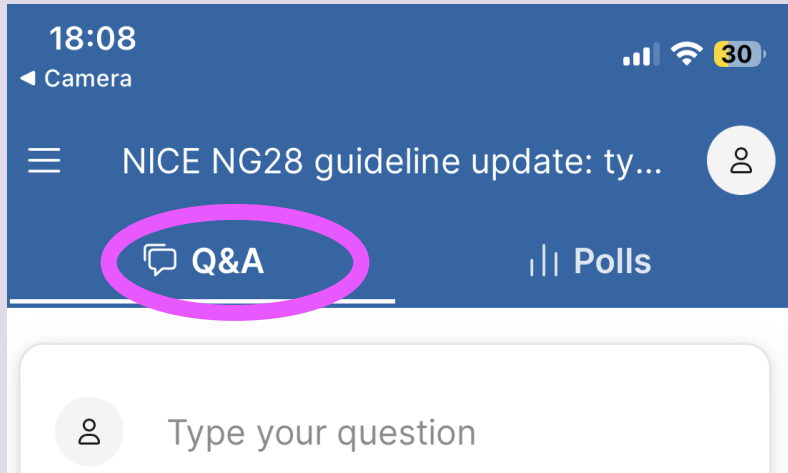 18:08
◀ Camera
30
NICE NG28 guideline update: ty...
Q&A
Polls
Type your question